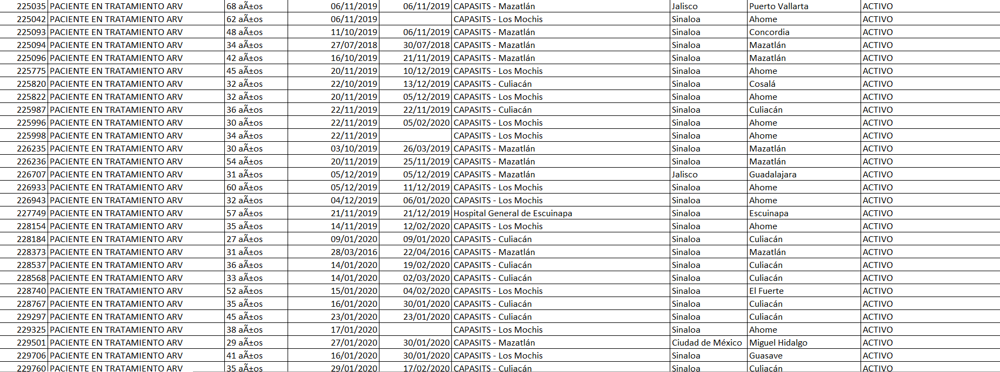 225035 PACIENTE EN TRATAMIENTO ARV 68 aÃ±os 06/11/2019 06/11/2019 CAPASITS - Mazatlán Jalisco Puerto Vallarta ACTIVO
225042 PACIENTE EN TRATAMIENTO ARV 62 aÃ±os 06/11/2019 CAPASITS - Los Mochis Sinaloa Ahome ACTIVO
225093 PACIENTE EN TRATAMIENTO ARV 48 aÃ±os 11/10/2019 06/11/2019 CAPASITS - Mazatlán Sinaloa Concordia ACTIVO
225094 PACIENTE EN TRATAMIENTO ARV 34 aÃ±os 27/07/2018 30/07/2018 CAPASITS - Mazatlán Sinaloa Mazatlán ACTIVO
225096 PACIENTE EN TRATAMIENTO ARV 42 aÃ±os 16/10/2019 21/11/2019 CAPASITS - Mazatlán Sinaloa Mazatlán ACTIVO
225775 PACIENTE EN TRATAMIENTO ARV 45 aÃ±os 20/11/2019 10/12/2019 CAPASITS - Los Mochis Sinaloa Ahome ACTIVO
225820 PACIENTE EN TRATAMIENTO ARV 32 aÃ±os 22/10/2019 13/12/2019 CAPASITS - Culiacán Sinaloa Cosalá ACTIVO
225822 PACIENTE EN TRATAMIENTO ARV 32 aÃ±os 20/11/2019 05/12/2019 CAPASITS - Los Mochis Sinaloa Ahome ACTIVO
225987 PACIENTE EN TRATAMIENTO ARV 36 aÃ±os 22/11/2019 22/11/2019 CAPASITS - Culiacán Sinaloa Culiacán ACTIVO
225996 PACIENTE EN TRATAMIENTO ARV 30 aÃ±os 22/11/2019 05/02/2020 CAPASITS - Los Mochis Sinaloa Ahome ACTIVO
225998 PACIENTE EN TRATAMIENTO ARV 34 aÃ±os 22/11/2019 CAPASITS - Los Mochis Sinaloa Ahome ACTIVO
226235 PACIENTE EN TRATAMIENTO ARV 30 aÃ±os 03/10/2019 26/03/2019 CAPASITS - Mazatlán Sinaloa Mazatlán ACTIVO
226236 PACIENTE EN TRATAMIENTO ARV 54 aÃ±os 20/11/2019 25/11/2019 CAPASITS - Mazatlán Sinaloa Mazatlán ACTIVO
226707 PACIENTE EN TRATAMIENTO ARV 31 aÃ±os 05/12/2019 05/12/2019 CAPASITS - Mazatlán Jalisco Guadalajara ACTIVO
226933 PACIENTE EN TRATAMIENTO ARV 60 aÃ±os 05/12/2019 11/12/2019 CAPASITS - Los Mochis Sinaloa Ahome ACTIVO
226943 PACIENTE EN TRATAMIENTO ARV 32 aÃ±os 04/12/2019 06/01/2020 CAPASITS - Los Mochis Sinaloa Ahome ACTIVO
227749 PACIENTE EN TRATAMIENTO ARV 57 aÃ±os 21/11/2019 21/12/2019 Hospital General de Escuinapa Sinaloa Escuinapa ACTIVO
228154 PACIENTE EN TRATAMIENTO ARV 35 aÃ±os 14/11/2019 12/02/2020 CAPASITS - Los Mochis Sinaloa Ahome ACTIVO
228184 PACIENTE EN TRATAMIENTO ARV 27 aÃ±os 09/01/2020 09/01/2020 CAPASITS - Culiacán Sinaloa Culiacán ACTIVO
228373 PACIENTE EN TRATAMIENTO ARV 31 aÃ±os 28/03/2016 22/04/2016 CAPASITS - Mazatlán Sinaloa Mazatlán ACTIVO
228537 PACIENTE EN TRATAMIENTO ARV 36 aÃ±os 14/01/2020 19/02/2020 CAPASITS - Culiacán Sinaloa Culiacán ACTIVO
228568 PACIENTE EN TRATAMIENTO ARV 33 aÃ±os 14/01/2020 02/03/2020 CAPASITS - Culiacán Sinaloa Culiacán ACTIVO
228740 PACIENTE EN TRATAMIENTO ARV 52 aÃ±os 15/01/2020 04/02/2020 CAPASITS - Los Mochis Sinaloa El Fuerte ACTIVO
228767 PACIENTE EN TRATAMIENTO ARV 35 aÃ±os 16/01/2020 30/01/2020 CAPASITS - Culiacán Sinaloa Culiacán ACTIVO
229297 PACIENTE EN TRATAMIENTO ARV 45 aÃ±os 23/01/2020 23/01/2020 CAPASITS - Culiacán Sinaloa Culiacán ACTIVO
229325 PACIENTE EN TRATAMIENTO ARV 38 aÃ±os 17/01/2020 CAPASITS - Los Mochis Sinaloa Ahome ACTIVO
229501 PACIENTE EN TRATAMIENTO ARV 29 aÃ±os 27/01/2020 30/01/2020 CAPASITS - Mazatlán Ciudad de México Miguel Hidalgo ACTIVO
229706 PACIENTE EN TRATAMIENTO ARV 41 aÃ±os 16/01/2020 30/01/2020 CAPASITS - Los Mochis Sinaloa Guasave ACTIVO
229760 PACIENTE EN TRATAMIENTO ARV 35 aÃ±os 29/01/2020 17/02/2020 CAPASITS - Culiacán Sinaloa Culiacán ACTIVO